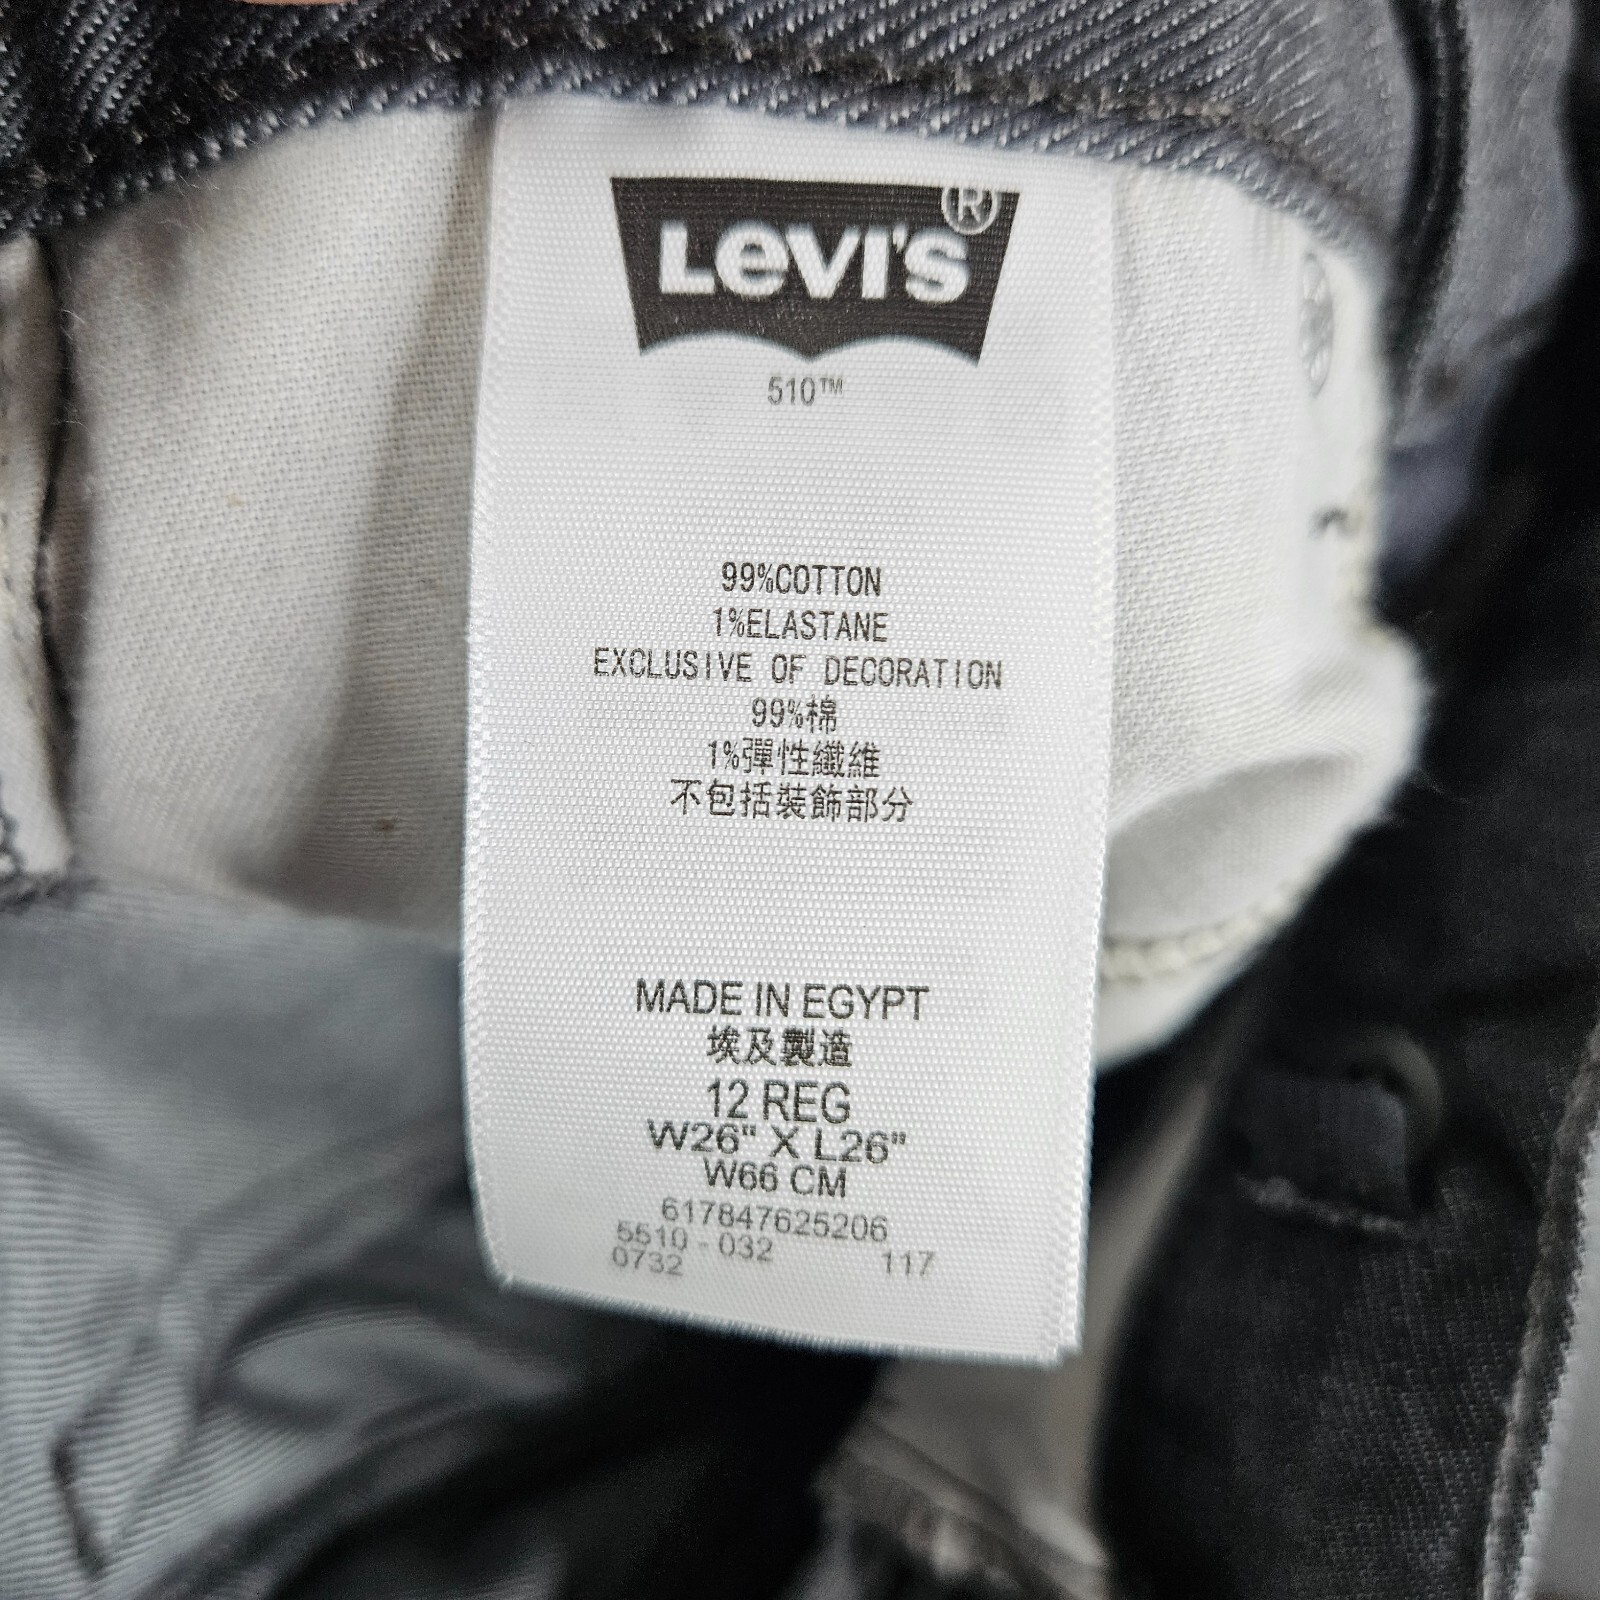 LEVI'S®
510™
99%COTTON
1%ELASTANE
EXCLUSIVE OF DECORATION
99%棉
1%彈性纖維
不包括裝飾部分
MADE IN EGYPT
埃及製造
12 REG
W26" X L26"
W66 CM
617847625206
5510 - 032
0732 117